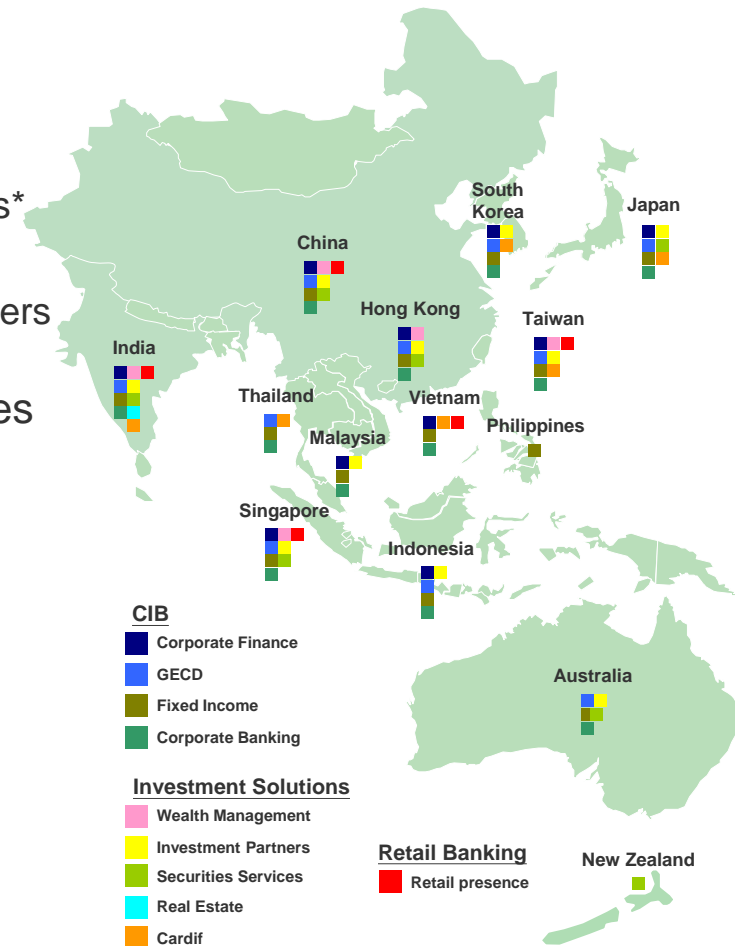 s*
ers
es
South
Korea
Japan
China
Hong Kong
Taiwan
India
Thailand
Vietnam
Malaysia
Philippines
Singapore
Indonesia
CIB
Corporate Finance
GECD
Fixed Income
Corporate Banking
Australia
Investment Solutions
Wealth Management
Investment Partners
Securities Services
Real Estate
Cardif
Retail Banking
Retail presence
New Zealand